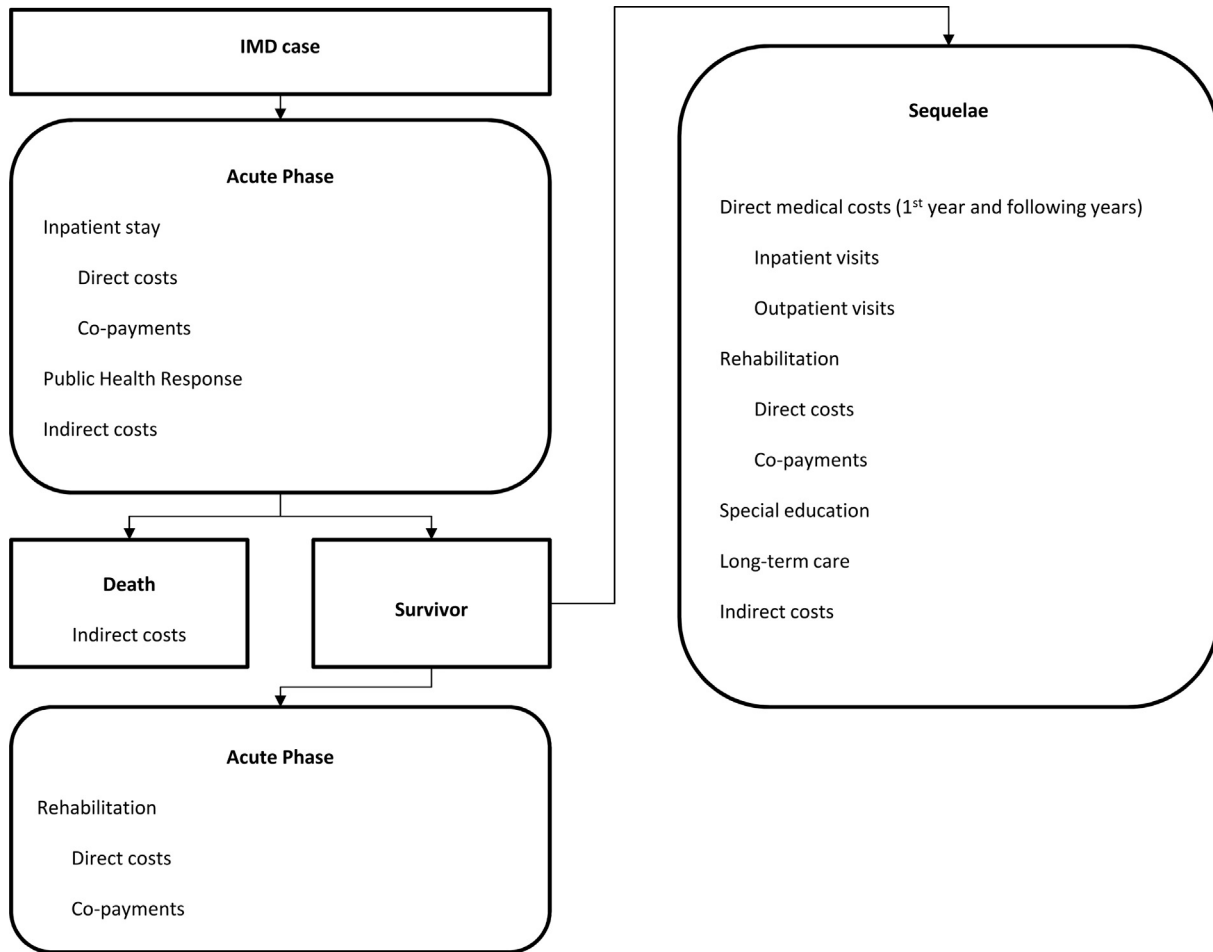 IMD case
Acute Phase
Inpatient stay
Direct costs
Co-payments
Public Health Response
Indirect costs
Death
Indirect costs
Survivor
Acute Phase
Rehabilitation
Direct costs
Co-payments
Sequelae
Direct medical costs (1st year and following years)
Inpatient visits
Outpatient visits
Rehabilitation
Direct costs
Co-payments
Special education
Long-term care
Indirect costs